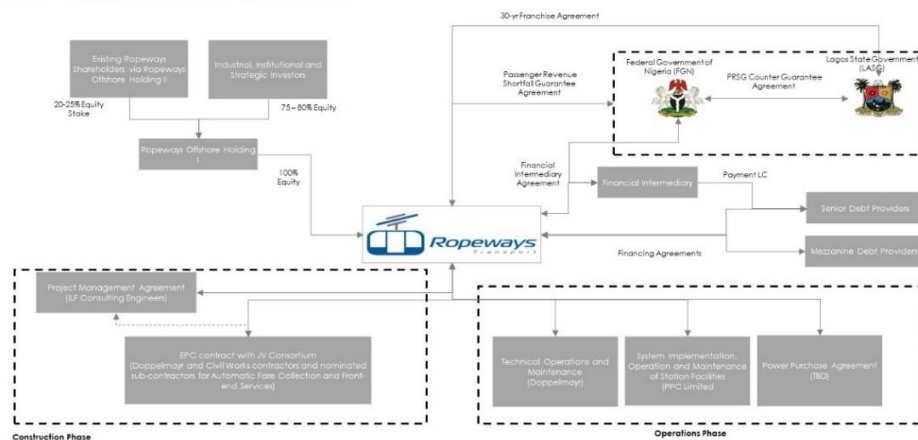 30-yr Franchise Agreement
Existing Ropeways
Shareholders via Ropeways
Offshore Holding II
Industrial, Institutional and
Strategic Investors
20-25% Equity
Stake
75 – 80% Equity
Ropeways Offshore Holding
I
100%
Equity
Passenger Revenue
Shortfall Guarantee
Agreement
Federal Government of
Nigeria (FGN)
PRSG Counter Guarantee
Agreement
Lagos State Government
(LASG)
Financial
Intermediary
Agreement
Financial Intermediary
Payment LC
Senior Debt Providers
Ropeways
Transport
Financing Agreements
Mezzanine Debt Providers
Project Management Agreement
(ILF Consulting Engineers)
EPC contract with JV Consortium
(Doppelmayr and Civil Works contractors and nominated
sub-contractors for Automatic Fare Collection and Front-
end Services)
Technical Operations and
Maintenance
(Doppelmayr)
System Implementation,
Operation and Maintenance
of Station Facilities
(PFC Limited
Power Purchase Agreement
(TBD)
Construction Phase
Operations Phase